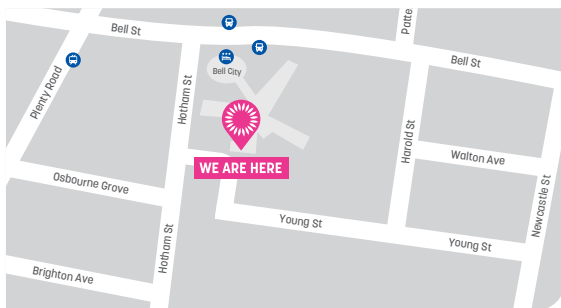 Bell St
Patte
Bell St
Bell City
Plenty Road
Hotham St
Harold St
Walton Ave
WE ARE HERE
Osbourne Grove
Newcastle St
Young St
Young St
Hotham St
Brighton Ave